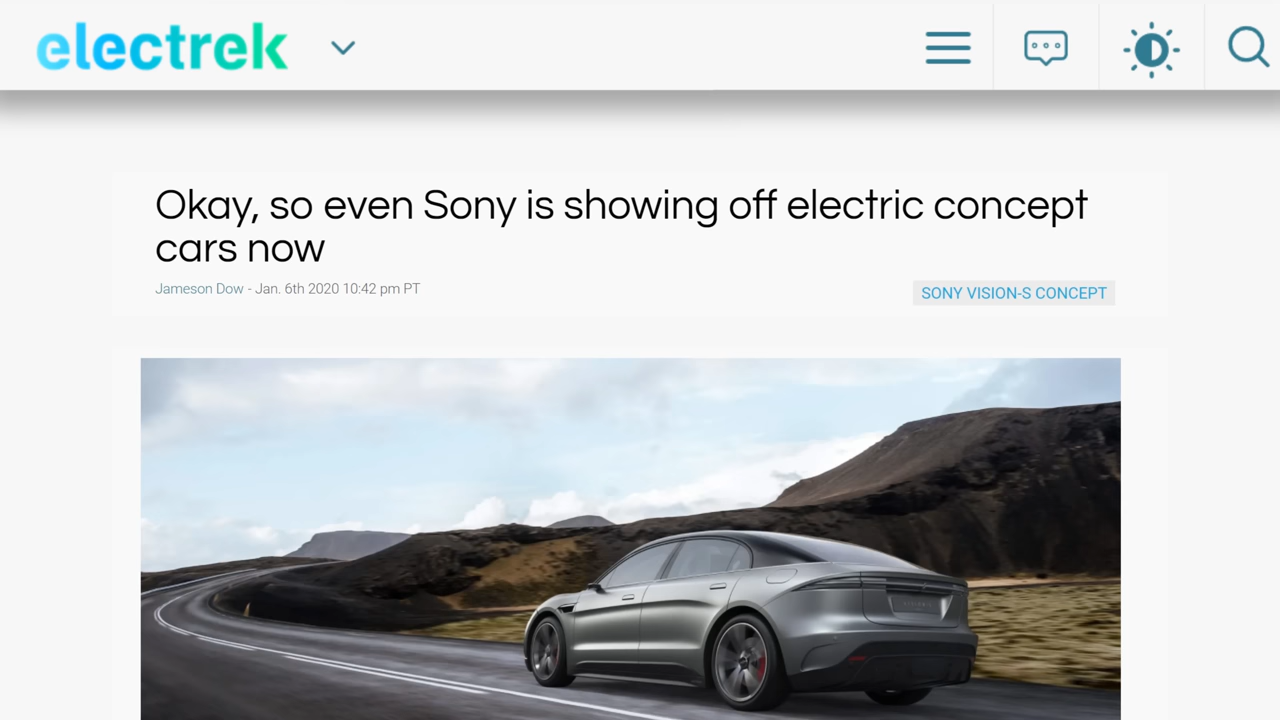 electrek
Okay, so even Sony is showing off electric concept
cars now
Jameson Dow - Jan. 6th 2020 10:42 pm PT
SONY VISION-S CONCEPT